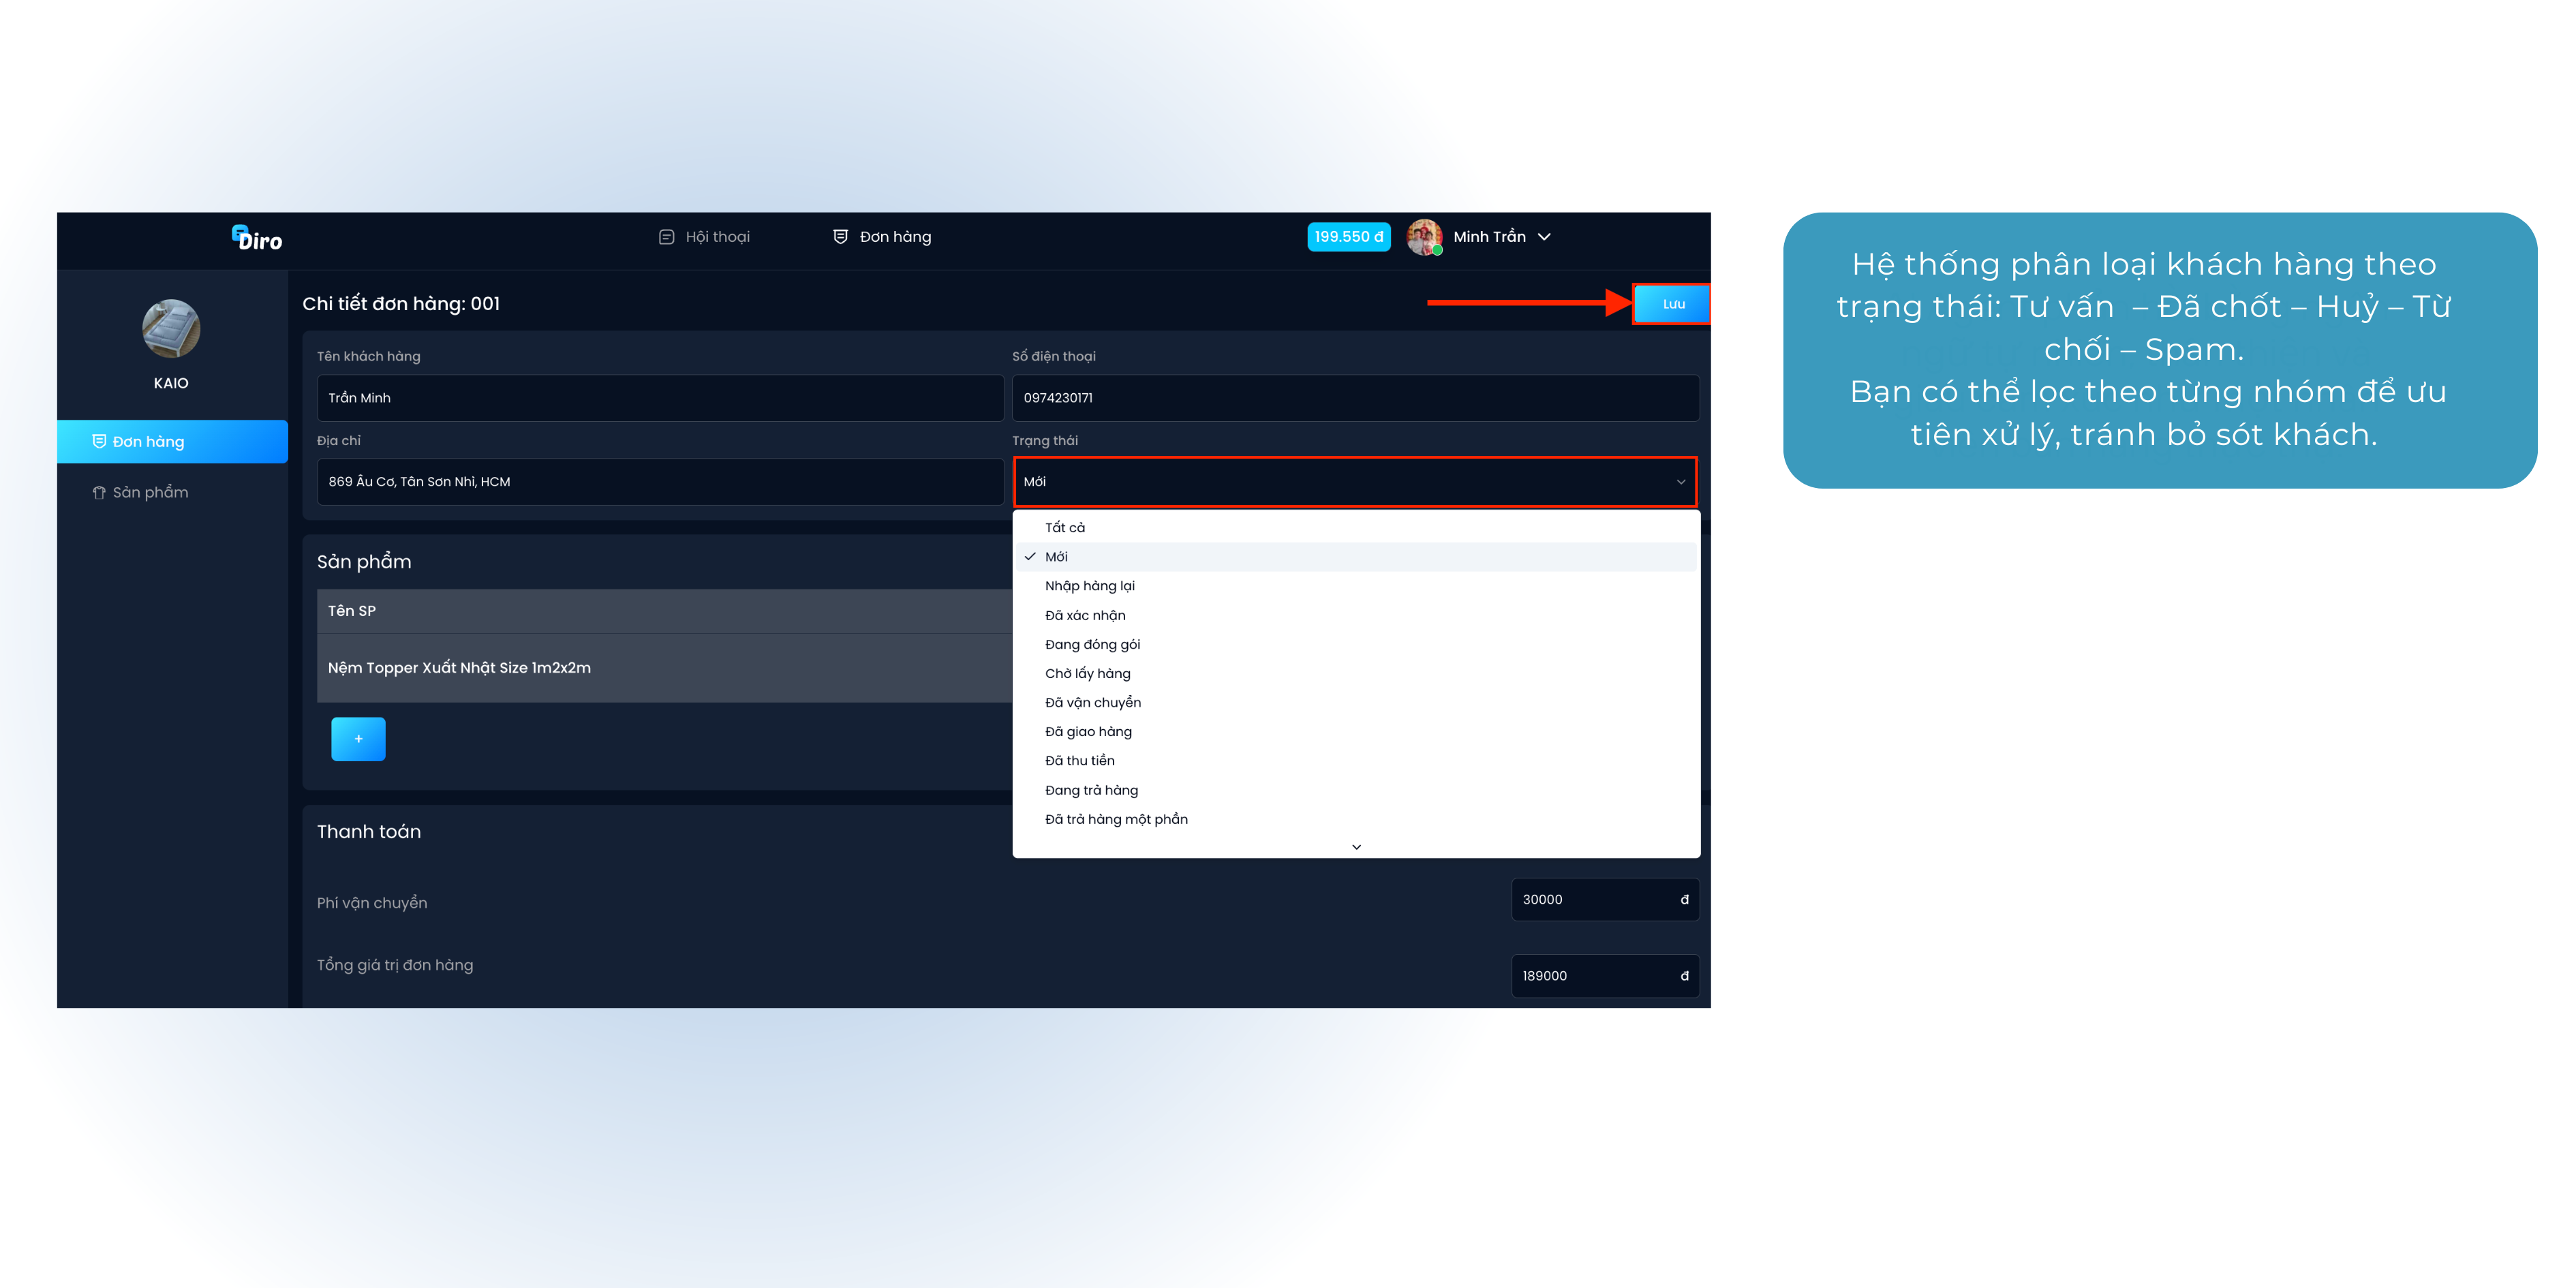 Diro
Hội thoại
Đơn hàng
199.550 đ
Minh Trần
KAIO
Đơn hàng
Sản phẩm
Chi tiết đơn hàng: 001
Lưu
Tên khách hàng
Số điện thoại
Trần Minh
0974230171
Địa chỉ
Trạng thái
869 Âu Cơ, Tân Sơn Nhì, HCM
Mới
Tất cả
Mới
Nhập hàng lại
Đã xác nhận
Đang đóng gói
Chờ lấy hàng
Đã vận chuyển
Đã giao hàng
Đã thu tiền
Đang trả hàng
Đã trả hàng một phần
Sản phẩm
Tên SP
Nệm Topper Xuất Nhật Size 1m2x2m
+
Thanh toán
Phí vận chuyển
30000 đ
Tổng giá trị đơn hàng
189000 đ
Hệ thống phân loại khách hàng theo
trạng thái: Tư vấn – Đã chốt – Huỷ – Từ
chối – Spam.
Bạn có thể lọc theo từng nhóm để ưu
tiên xử lý, tránh bỏ sót khách.